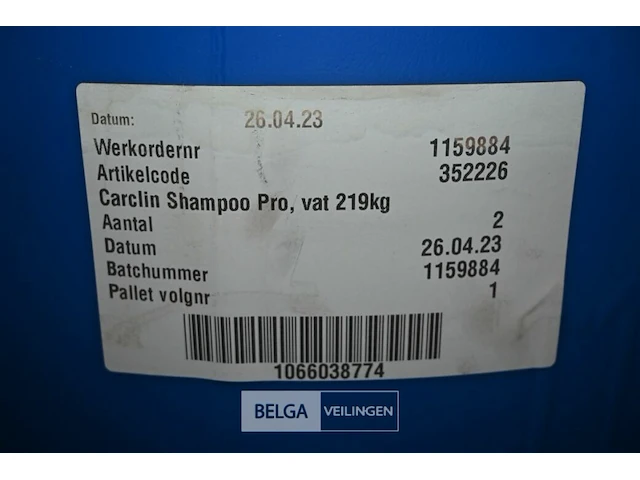 Datum: 26.04.23
Werkordernr 1159884
Artikelcode 352226
Carclin Shampoo Pro, vat 219kg
Aantal 2
Datum 26.04.23
Batchummer 1159884
Pallet volgnr 1
1066038774
BELGA VEILINGEN